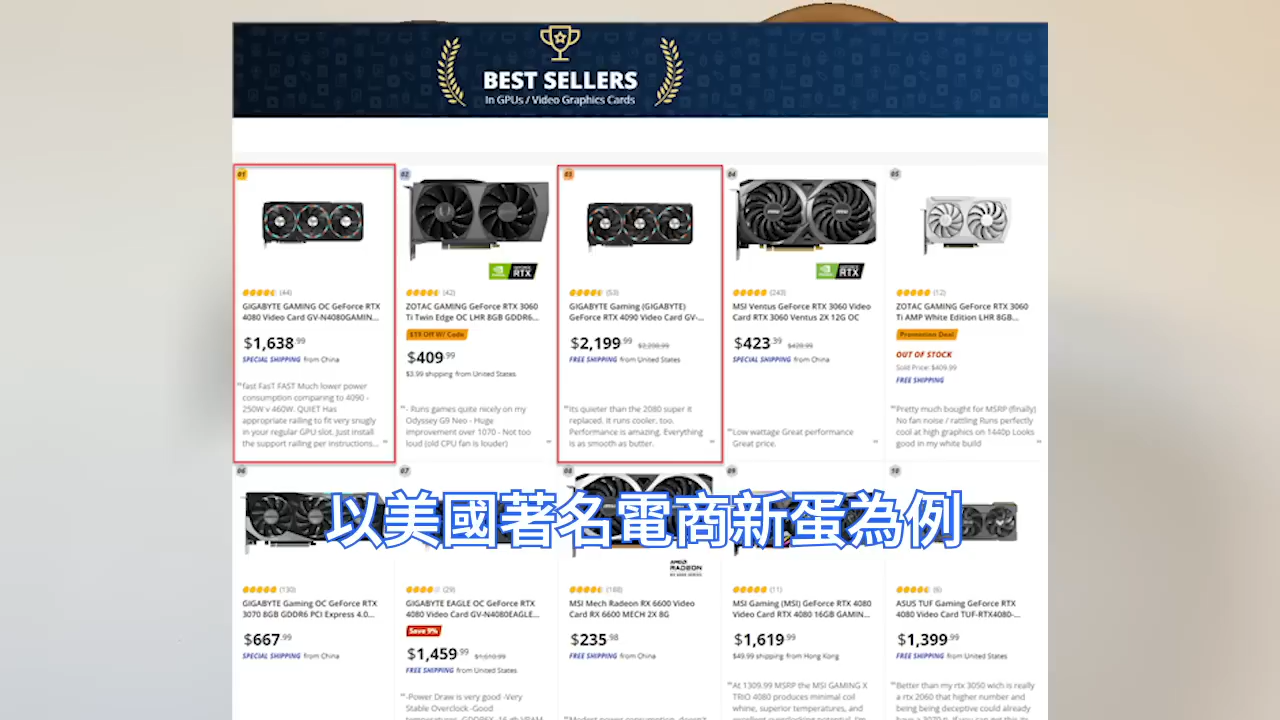 BEST SELLERS
In GPUs / Video Graphics Cards
01
02
03
04
05
GEFORCE RTX
GEFORCE RTX
(44)
GIGABYTE GAMING OC GeForce RTX
4080 Video Card GV-N4080GAMIN...
$1,638.99
SPECIAL SHIPPING from China
"fast FasT FAST Much lower power
consumption comparing to 4090 -
250W v 460W. QUIET Has
appropriate railing to fit very snugly
in your regular GPU slot. Just install
the support railing per instructions... "
(42)
ZOTAC GAMING GeForce RTX 3060
Ti Twin Edge OC LHR 8GB GDDR6...
$19 Off W/ Code
$409.99
$3.99 shipping from United States
"- Runs games quite nicely on my
Odyssey G9 Neo - Huge
improvement over 1070 - Not too
loud (old CPU fan is louder) "
(53)
GIGABYTE Gaming (GIGABYTE)
GeForce RTX 4090 Video Card GV-...
$2,199.99 $2,298.99
FREE SHIPPING from United States
"Its quieter than the 2080 super it
replaced. It runs cooler, too.
Performance is amazing. Everything
is as smooth as butter. "
(243)
MSI Ventus GeForce RTX 3060 Video
Card RTX 3060 Ventus 2X 12G OC
$423.39 $428.99
SPECIAL SHIPPING from China
"Low wattage Great performance
Great price. "
(12)
ZOTAC GAMING GeForce RTX 3060
Ti AMP White Edition LHR 8GB...
Promotion Deal
OUT OF STOCK
Sold Price: $409.99
FREE SHIPPING
"Pretty much bought for MSRP (finally)
No fan noise / rattling Runs perfectly
cool at high graphics on 1440p Looks
good in my white build "
06
07
08
09
10
以美國著名電商新蛋為例
AMD
RADEON
(130)
GIGABYTE Gaming OC GeForce RTX
3070 8GB GDDR6 PCI Express 4.0...
$667.99
SPECIAL SHIPPING from China
(29)
GIGABYTE EAGLE OC GeForce RTX
4080 Video Card GV-N4080EAGLE...
Save 9%
$1,459.99
FREE SHIPPING from United States
"-Power Draw is very good -Very
Stable Overclock -Good
(188)
MSI Mech Radeon RX 6600 Video
Card RX 6600 MECH 2X 8G
$235.98
FREE SHIPPING from China
(11)
MSI Gaming (MSI) GeForce RTX 4080
Video Card RTX 4080 16GB GAMIN...
$1,619.99
$49.99 shipping from Hong Kong
"At 1309.99 MSRP the MSI GAMING X
TRIO 4080 produces minimal coil
whine, superior temperatures, and
(6)
ASUS TUF Gaming GeForce RTX
4080 Video Card TUF-RTX4080-...
$1,399.99
FREE SHIPPING from United States
"Better than my rtx 3050 wich is really
a rtx 2060 that higher number and
being being deceptive could already